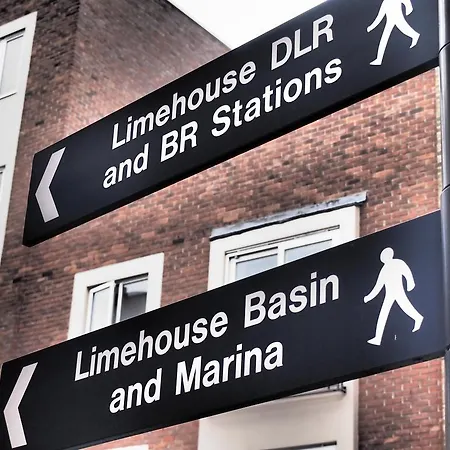 Limehouse DLR
and BR Stations
Limehouse Basin
and Marina